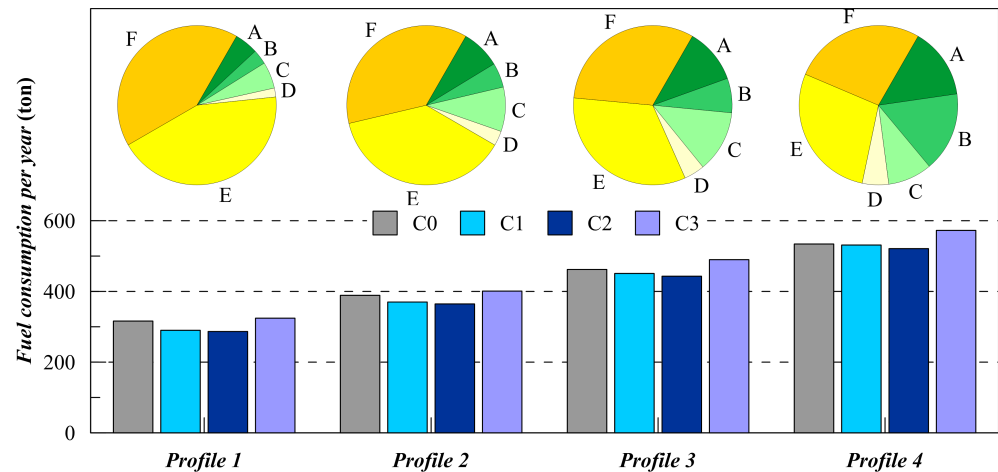 Fuel consumption per year (ton)
F A B C D E
F A B C D E
F A B C D E
F A B C D E
C0 C1 C2 C3
600
400
200
0
Profile 1 Profile 2 Profile 3 Profile 4